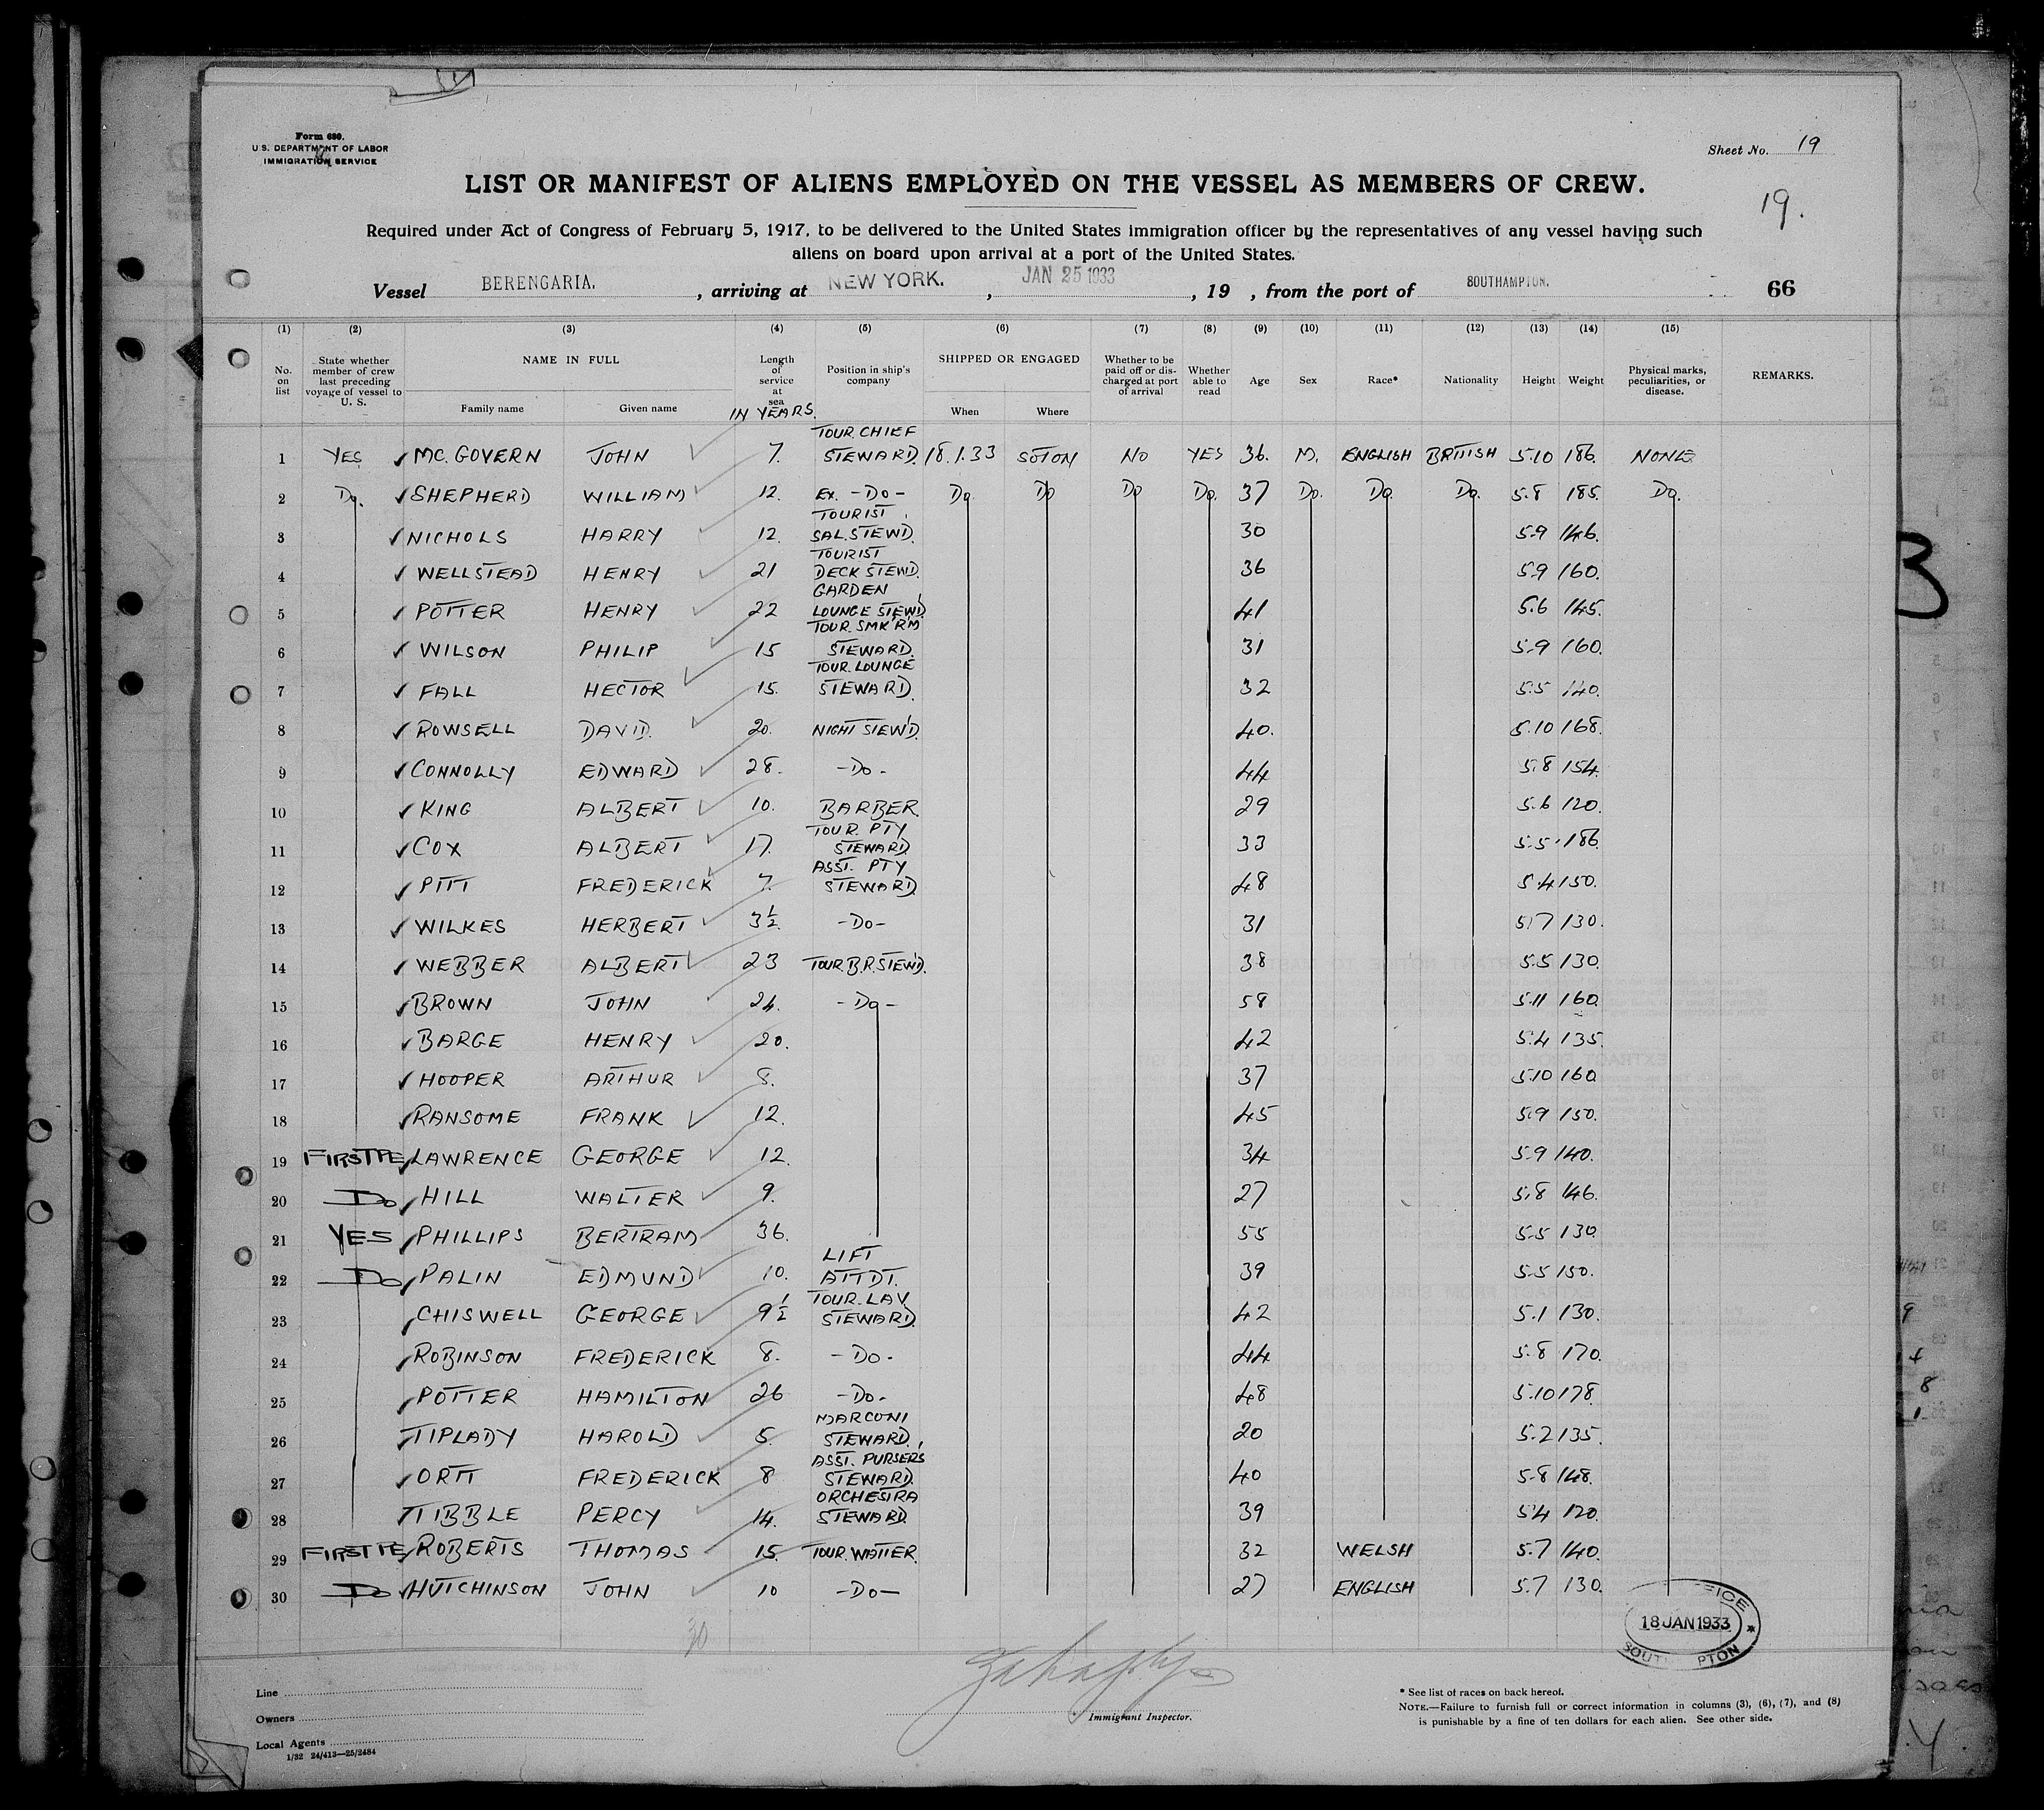 Form 680.
U.S. DEPARTMENT OF LABOR
IMMIGRATION SERVICE
Sheet No. 19
19.
LIST OR MANIFEST OF ALIENS EMPLOYED ON THE VESSEL AS MEMBERS OF CREW.
Required under Act of Congress of February 5, 1917, to be delivered to the United States immigration officer by the representatives of any vessel having such
aliens on board upon arrival at a port of the United States.
Vessel BERENGARIA. , arriving at NEW YORK. , JAN 25 1933 , 19 , from the port of SOUTHAMPTON. 66
(1) (2) (3) (4) (5) (6) (7) (8) (9) (10) (11) (12) (13) (14) (15)
No. on list State whether member of crew last preceding voyage of vessel to U. S. NAME IN FULL Family name Given name Length of service at sea IN YEARS. Position in ship's company SHIPPED OR ENGAGED When Where Whether to be paid off or discharged at port of arrival Whether able to read Age Sex Race* Nationality Height Weight Physical marks, peculiarities, or disease. REMARKS.
1 YES MC. GOVERN JOHN 7. TOUR. CHIEF STEWARD. 18.1.33 SOTON NO YES 36. M. ENGLISH BRITISH 5.10 186. NONE
2 Do. SHEPHERD WILLIAM 12. EX. -DO- Do Do Do Do. 37 Do. Do. Do. 5.8 185. Do.
3 NICHOLS HARRY 12. TOURIST SAL. STEW'D. 30 5.9 146.
4 WELLSTEAD HENRY 21 TOURIST DECK STEW'D. 36 5.9 160.
5 POTTER HENRY 22 GARDEN LOUNGE STEW'D 41 5.6 145.
6 WILSON PHILIP 15 TOUR. SMK RM STEWARD. 31 5.9 160.
7 FALL HECTOR 15. TOUR. LOUNGE STEWARD. 32 5.5 140.
8 ROWSELL DAVID. 20. NIGHT STEW'D. 40. 5.10 168.
9 CONNOLLY EDWARD 28. -DO- 44 5.8 154.
10 KING ALBERT 10. BARBER. 29 5.6 120.
11 COX ALBERT 17. TOUR. PTY STEWARD 33 5.5 186.
12 PITT FREDERICK 7. ASST. PTY STEWARD. 48 5.4 150.
13 WILKES HERBERT 3½. -DO- 31 5.7 130.
14 WEBBER ALBERT 23 TOUR. B.R. STEW'D. 38 5.5 130.
15 BROWN JOHN 24. -DO- 58 5.11 160.
16 BARGE HENRY 20. 42 5.4 135.
17 HOOPER ARTHUR 8. 37 5.10 160
18 RANSOME FRANK 12. 45 5.9 150.
19 FIRST TPE LAWRENCE GEORGE 12. 34 5.9 140.
20 Do HILL WALTER 9. 27 5.8 146.
21 YES PHILLIPS BERTRAM 36. 55 5.5 130
22 Do PALIN EDMUND 10. LIFT ATTDT. 39 5.5 150.
23 CHISWELL GEORGE 9½ TOUR. LAV STEWARD. 42 5.1 130.
24 ROBINSON FREDERICK 8. -DO- 44 5.8 170.
25 POTTER HAMILTON 26 -DO- 48 5.10 178.
26 TIPLADY HAROLD 5. MARCONI STEWARD. 20 5.2 135.
27 ORTT FREDERICK 8 ASST. PURSERS STEWARD. 40 5.8 148.
28 TIBBLE PERCY 14. ORCHESTRA STEWARD. 39 5.4 120.
29 FIRST TPE ROBERTS THOMAS 15. TOUR. WAITER. 32 WELSH 5.7 140.
30 Do HUTCHINSON JOHN 10 -DO- 27 ENGLISH 5.7 130.
30
18 JAN 1933
Line
Owners
Local Agents
1/32 24/413—25/2484
Immigrant Inspector.
* See list of races on back hereof.
NOTE.—Failure to furnish full or correct information in columns (3), (6), (7), and (8)
is punishable by a fine of ten dollars for each alien. See other side.